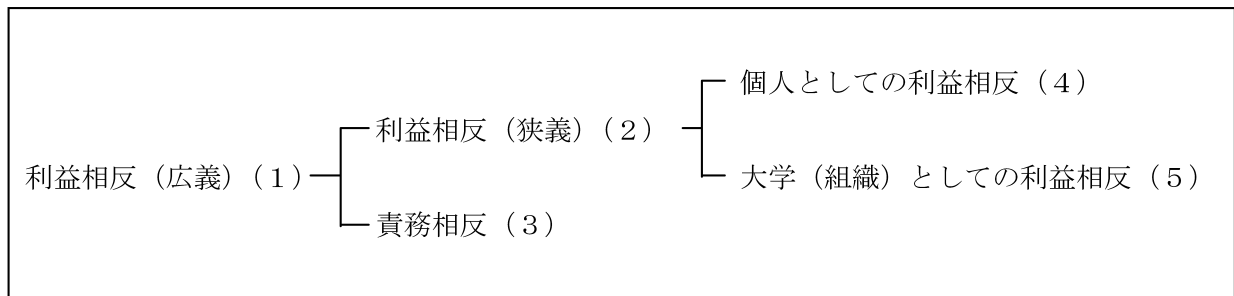 個人としての利益相反（４）
利益相反（狭義）（２）
利益相反（広義）（１）
大学（組織）としての利益相反（５）
責務相反（３）